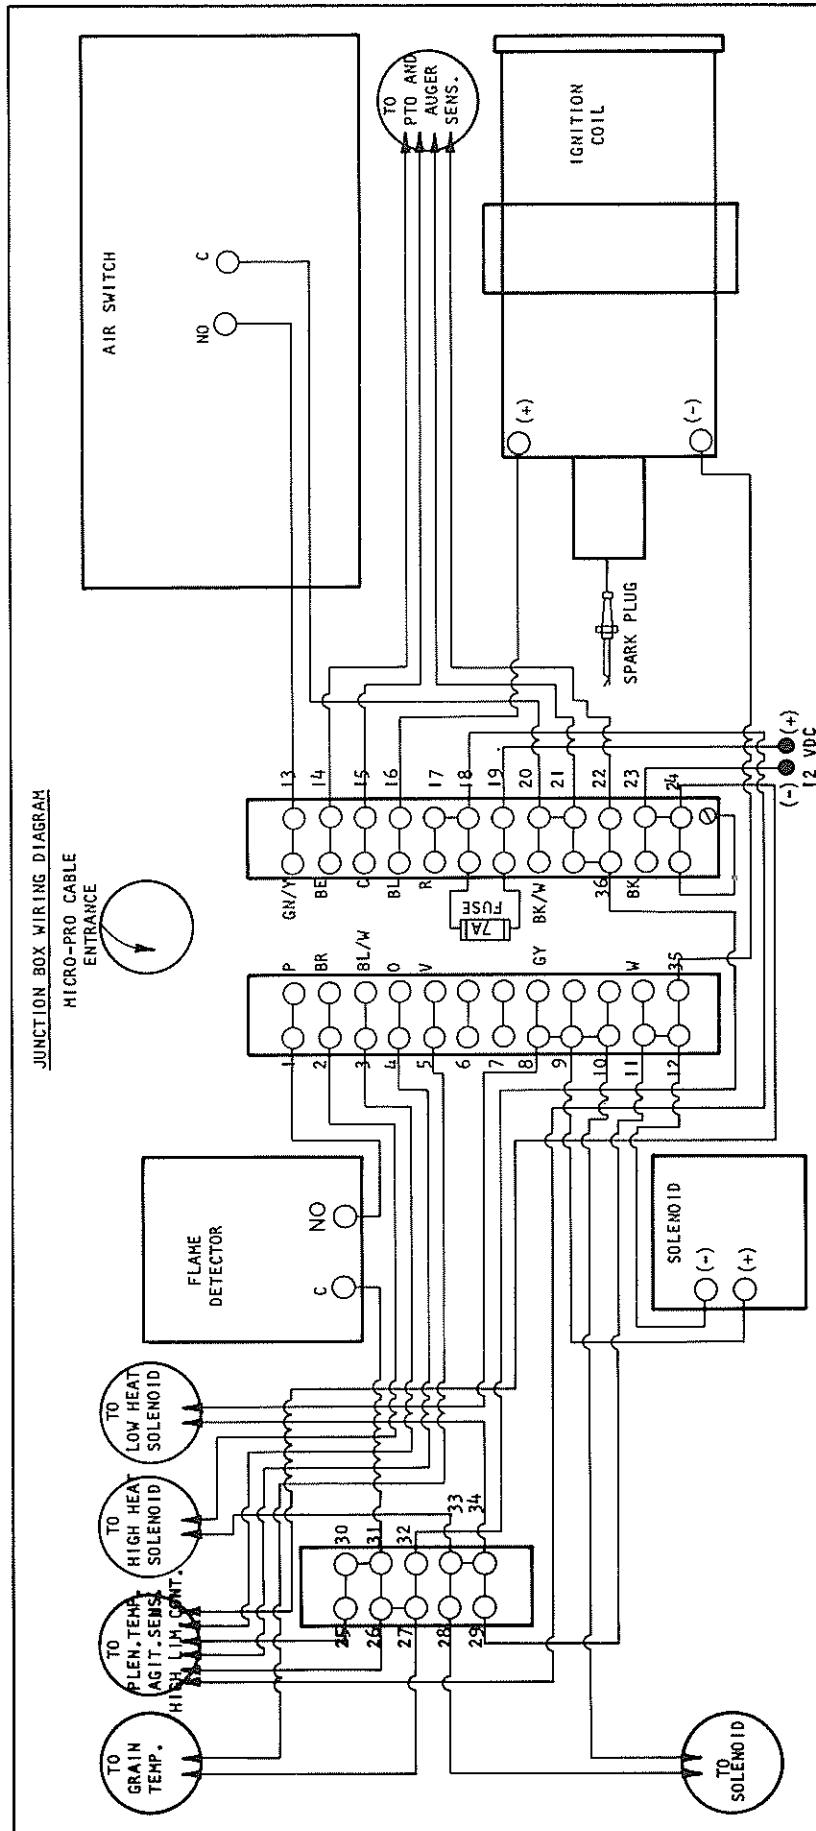 JUNCTION BOX WIRING DIAGRAM
MICRO-PRO CABLE
ENTRANCE
AIR SWITCH
NO
C
TO
PTO AND
AUGER
SENS.
IGNITION
COIL
(+)
(-)
SPARK PLUG
13
14
15
16
17
18
19
20
21
22
23
24
(-)
(+)
12 VDC
GN/Y
BE
C
BL
R
7A
FUSE
BK/W
36
BK
P
BR
BL/W
O
V
GY
W
35
1
2
3
4
5
6
7
8
9
10
11
12
FLAME
DETECTOR
C
NO
SOLENOID
(-)
(+)
TO
LOW HEAT
SOLENOID
TO
HIGH HEAT
SOLENOID
TO
PLEN.TEMP.
AGIT.SENS.
HIGH LIM CONT.
TO
GRAIN
TEMP.
30
31
32
33
34
25
26
27
28
29
TO
SOLENOID